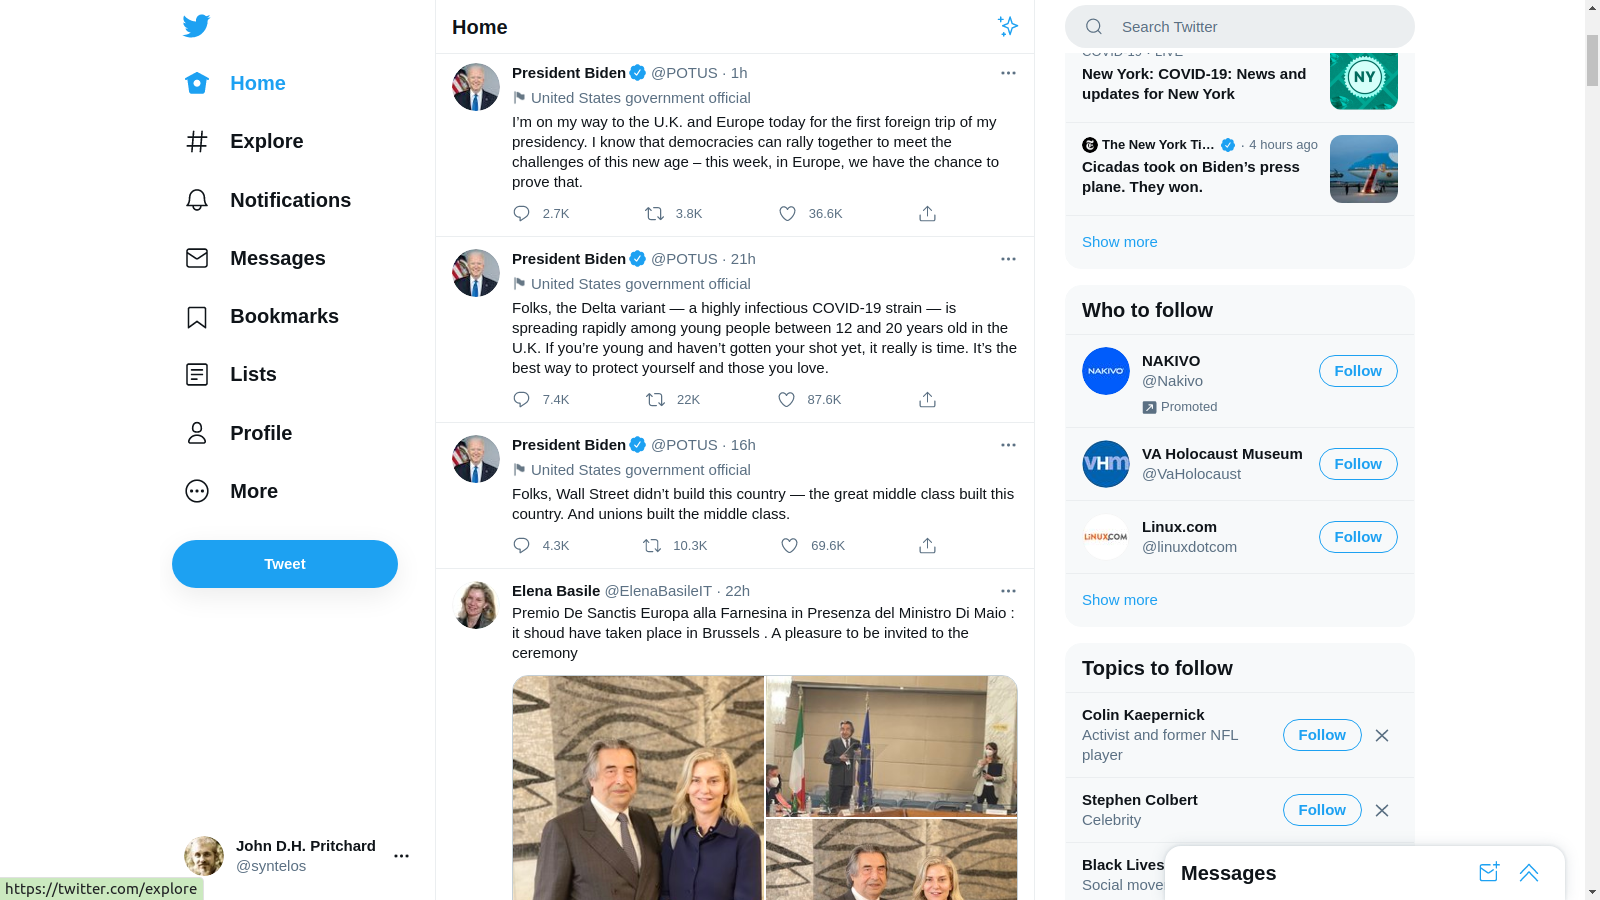 Home
Explore
Notifications
Messages
Bookmarks
Lists
Profile
More
Tweet
John D.H. Pritchard
@syntelos
https://twitter.com/explore
Home
President Biden @POTUS · 1h
United States government official
I’m on my way to the U.K. and Europe today for the first foreign trip of my
presidency. I know that democracies can rally together to meet the
challenges of this new age – this week, in Europe, we have the chance to
prove that.
2.7K 3.8K 36.6K
President Biden @POTUS · 21h
United States government official
Folks, the Delta variant — a highly infectious COVID-19 strain — is
spreading rapidly among young people between 12 and 20 years old in the
U.K. If you’re young and haven’t gotten your shot yet, it really is time. It’s the
best way to protect yourself and those you love.
7.4K 22K 87.6K
President Biden @POTUS · 16h
United States government official
Folks, Wall Street didn’t build this country — the great middle class built this
country. And unions built the middle class.
4.3K 10.3K 69.6K
Elena Basile @ElenaBasileIT · 22h
Premio De Sanctis Europa alla Farnesina in Presenza del Ministro Di Maio :
it shoud have taken place in Brussels . A pleasure to be invited to the
ceremony
Search Twitter
COVID-19 · LIVE
New York: COVID-19: News and
updates for New York
NY
The New York Ti… · 4 hours ago
Cicadas took on Biden’s press
plane. They won.
Show more
Who to follow
NAKIVO
NAKIVO
@Nakivo
Follow
Promoted
vHm
VA Holocaust Museum
@VaHolocaust
Follow
LiNUX.COM
Linux.com
@linuxdotcom
Follow
Show more
Topics to follow
Colin Kaepernick
Activist and former NFL
player
Follow
Stephen Colbert
Celebrity
Follow
Black Lives
Social move
Messages